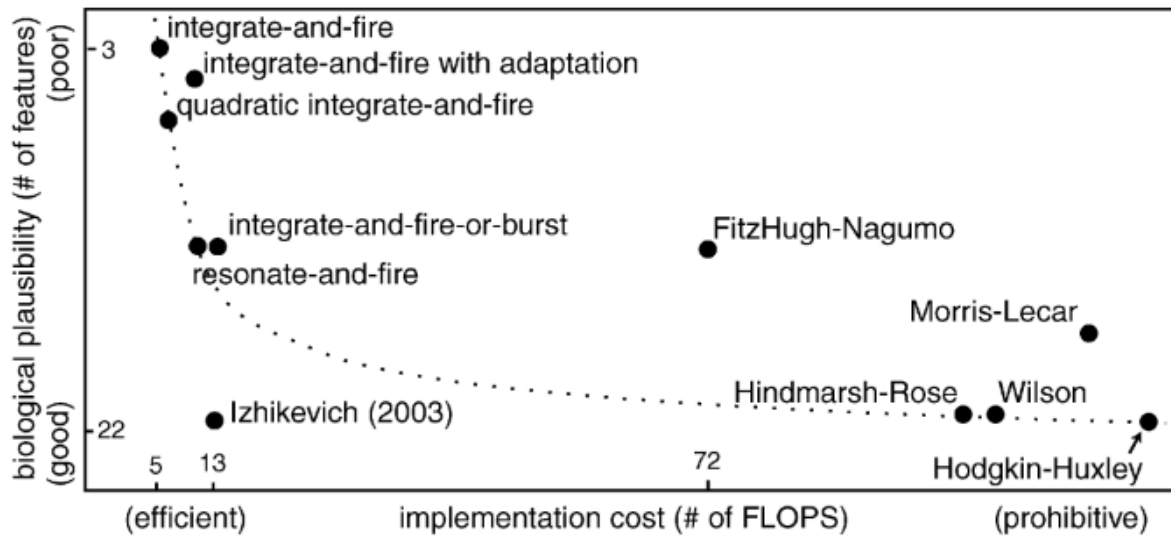 biological plausibility (# of features)
(poor)
(good)
3
22
integrate-and-fire
integrate-and-fire with adaptation
quadratic integrate-and-fire
integrate-and-fire-or-burst
resonate-and-fire
FitzHugh-Nagumo
Morris-Lecar
Izhikevich (2003)
Hindmarsh-Rose
Wilson
Hodgkin-Huxley
5
13
72
(efficient)
implementation cost (# of FLOPS)
(prohibitive)